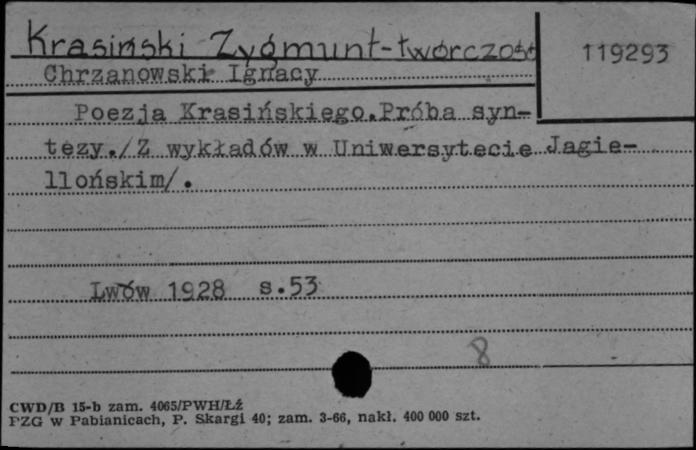 Krasiński Zygmunt-twórczość
119293
Chrzanowski Ignacy
Poezja Krasińskiego.Próba syn-
tezy./Z wykładów w Uniwersytecie Jagie-
llońskim/.
Lwów 1928 s.53
8
CWD/B 15-b zam. 4065/PWH/Łź
PZG w Pabianicach, P. Skargi 40; zam. 3-66, nakł. 400 000 szt.